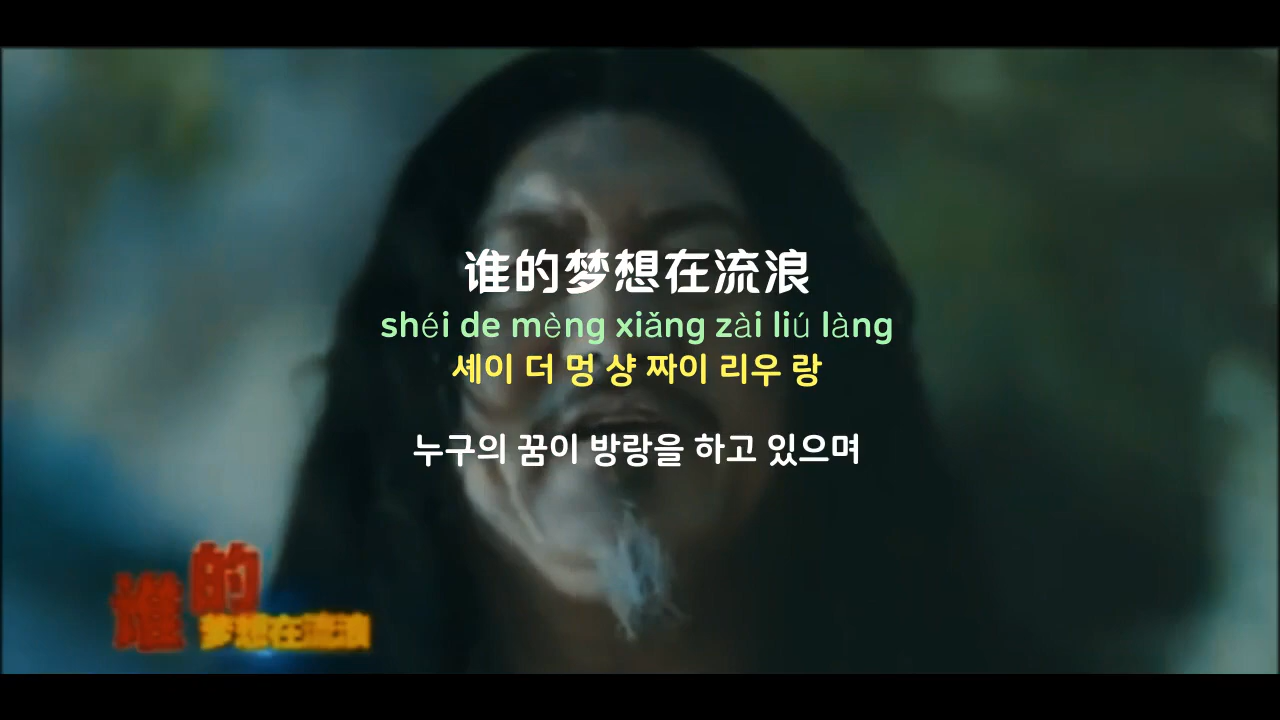 谁的梦想在流浪
shéi de mèng xiǎng zài liú làng
셰이 더 멍 샹 짜이 리우 랑
누구의 꿈이 방랑을 하고 있으며
谁的
梦想在流浪